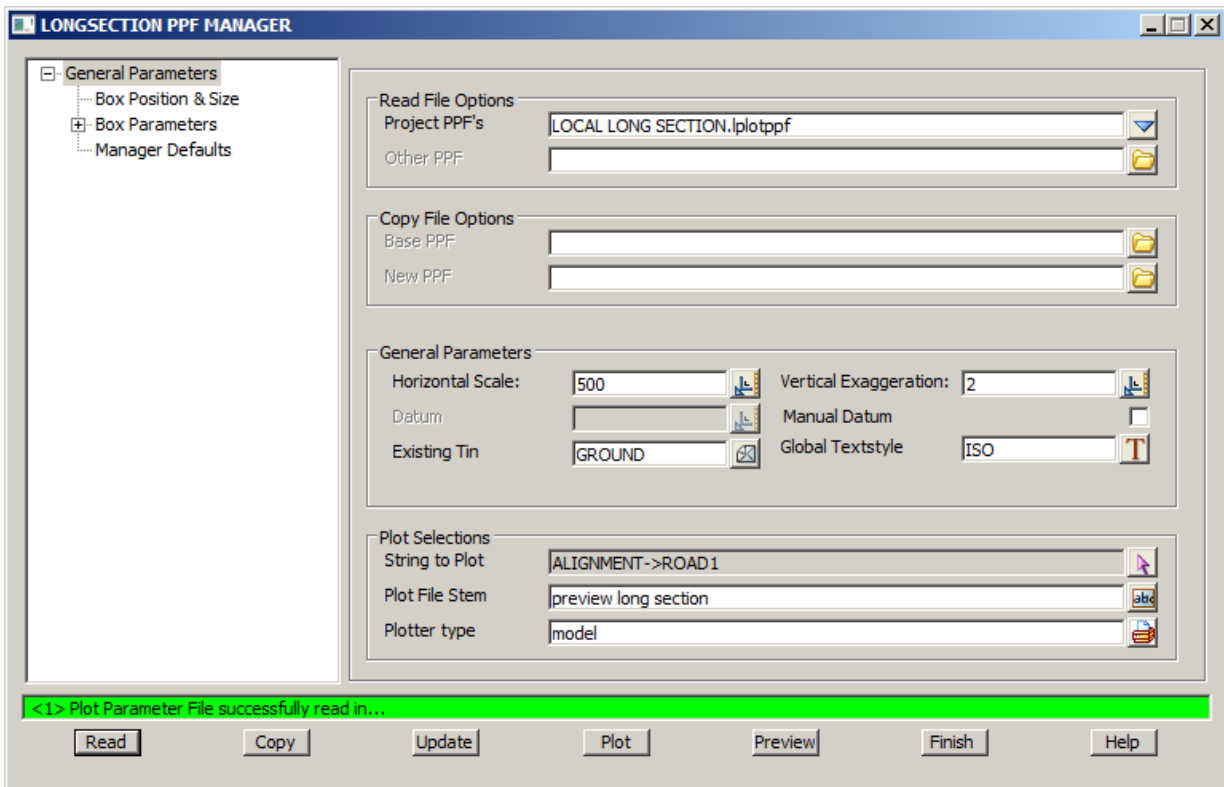 LONGSECTION PPF MANAGER
General Parameters
Box Position & Size
Box Parameters
Manager Defaults
Read File Options
Project PPF's LOCAL LONG SECTION.lplotppf
Other PPF
Copy File Options
Base PPF
New PPF
General Parameters
Horizontal Scale: 500 Vertical Exaggeration: 2
Datum Manual Datum
Existing Tin GROUND Global Textstyle ISO T
Plot Selections
String to Plot ALIGNMENT->ROAD1
Plot File Stem preview long section abc
Plotter type model
<1> Plot Parameter File successfully read in...
Read Copy Update Plot Preview Finish Help